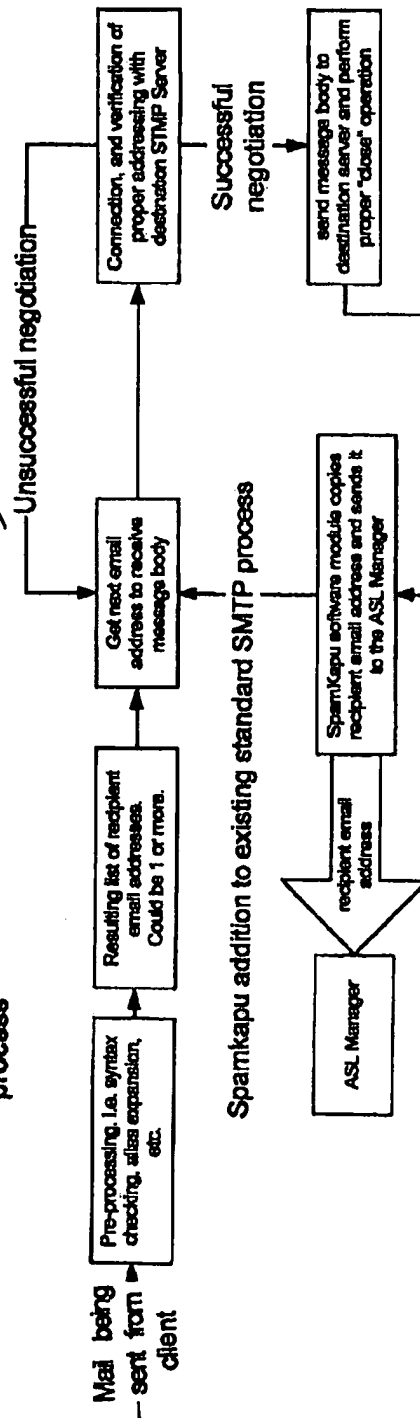 process
Mail being
sent from
client
Pre-processing, i.e. syntax
checking, alias expansion,
etc.
Resulting list of recipient
email addresses.
Could be 1 or more.
Get next email
address to receive
message body
Unsuccessful negotiation
Connection, and verification of
proper addressing with
destination STMP Server
Successful
negotiation
send message body to
destination server and perform
proper "close" operation
Spamkapu addition to existing standard SMTP process
SpamKapu software module copies
recipient email address and sends it
to the ASL Manager
recipient email
address
ASL Manager